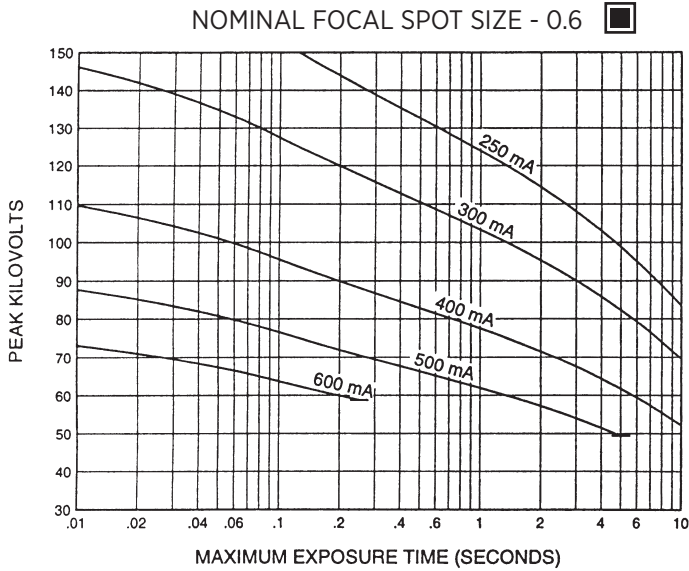 NOMINAL FOCAL SPOT SIZE - 0.6
PEAK KILOVOLTS
150
140
130
120
110
100
90
80
70
60
50
40
30
250 mA
300 mA
400 mA
500 mA
600 mA
.01 .02 .04 .06 .1 .2 .4 .6 1 2 4 6 10
MAXIMUM EXPOSURE TIME (SECONDS)